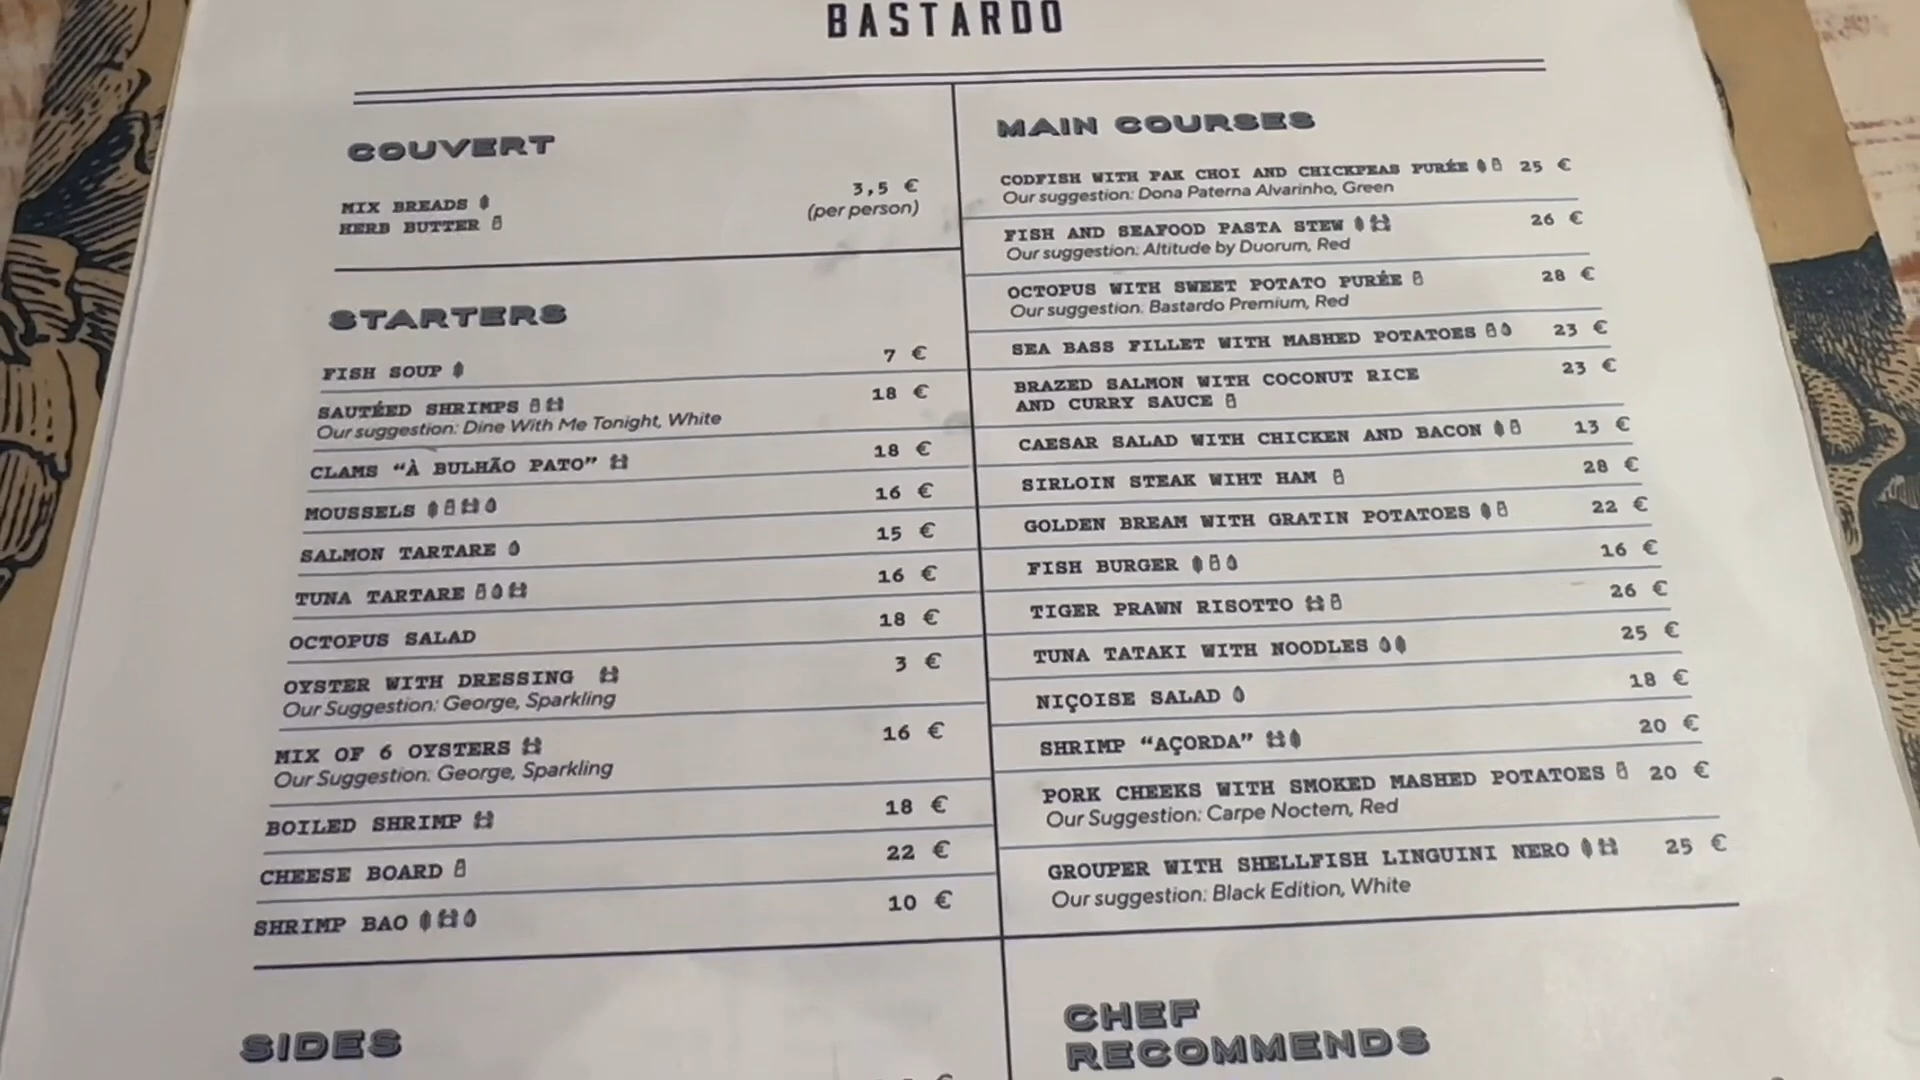 BASTARDO
COUVERT
MIX BREADS
HERB BUTTER
3,5 €
(per person)
STARTERS
FISH SOUP 7 €
SAUTÉED SHRIMPS 18 €
Our suggestion: Dine With Me Tonight, White
CLAMS “À BULHÃO PATO” 18 €
MOUSSELS 16 €
SALMON TARTARE 15 €
TUNA TARTARE 16 €
OCTOPUS SALAD 18 €
OYSTER WITH DRESSING 3 €
Our Suggestion: George, Sparkling
MIX OF 6 OYSTERS 16 €
Our Suggestion: George, Sparkling
BOILED SHRIMP 18 €
CHEESE BOARD 22 €
SHRIMP BAO 10 €
SIDES
MAIN COURSES
CODFISH WITH PAK CHOI AND CHICKPEAS PURÉE 25 €
Our suggestion: Dona Paterna Alvarinho, Green
FISH AND SEAFOOD PASTA STEW 26 €
Our suggestion: Altitude by Duorum, Red
OCTOPUS WITH SWEET POTATO PURÉE 28 €
Our suggestion: Bastardo Premium, Red
SEA BASS FILLET WITH MASHED POTATOES 23 €
BRAZED SALMON WITH COCONUT RICE 23 €
AND CURRY SAUCE
CAESAR SALAD WITH CHICKEN AND BACON 13 €
SIRLOIN STEAK WIHT HAM 28 €
GOLDEN BREAM WITH GRATIN POTATOES 22 €
FISH BURGER 16 €
TIGER PRAWN RISOTTO 26 €
TUNA TATAKI WITH NOODLES 25 €
NIÇOISE SALAD 18 €
SHRIMP “AÇORDA” 20 €
PORK CHEEKS WITH SMOKED MASHED POTATOES 20 €
Our Suggestion: Carpe Noctem, Red
GROUPER WITH SHELLFISH LINGUINI NERO 25 €
Our suggestion: Black Edition, White
CHEF
RECOMMENDS